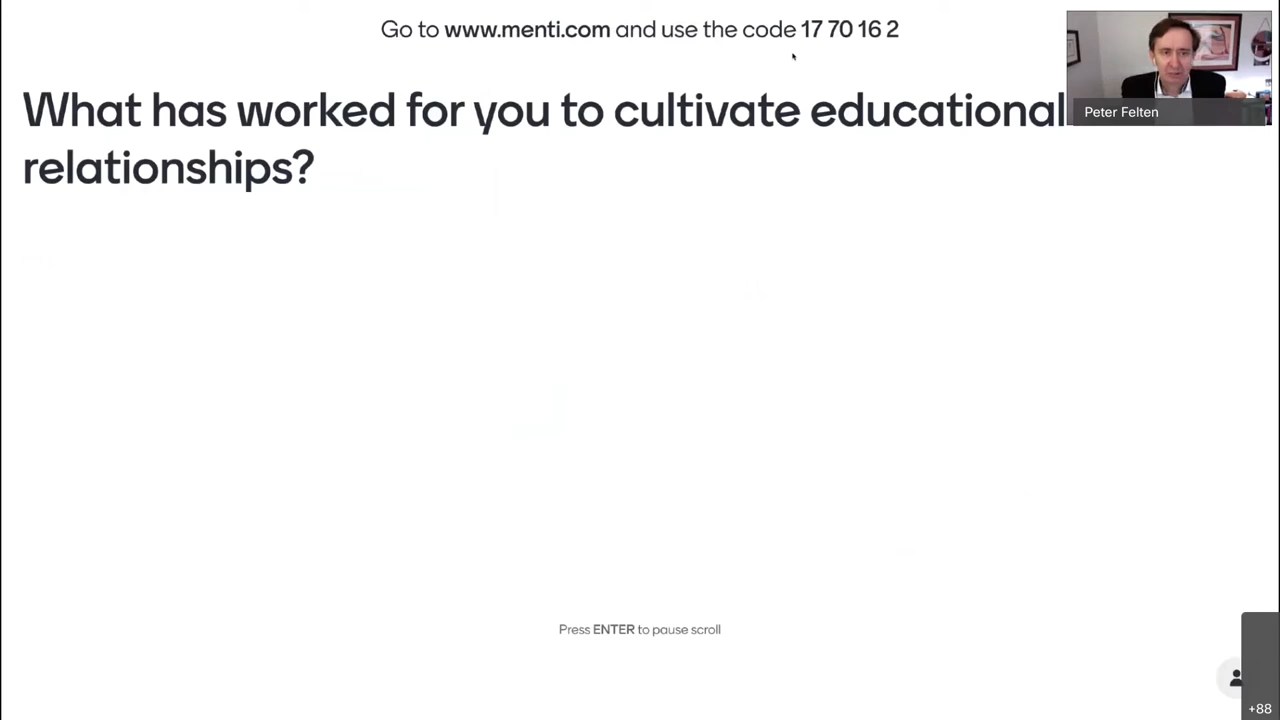 Go to www.menti.com and use the code 17 70 16 2
What has worked for you to cultivate educational
relationships?
Peter Felten
Press ENTER to pause scroll
+88